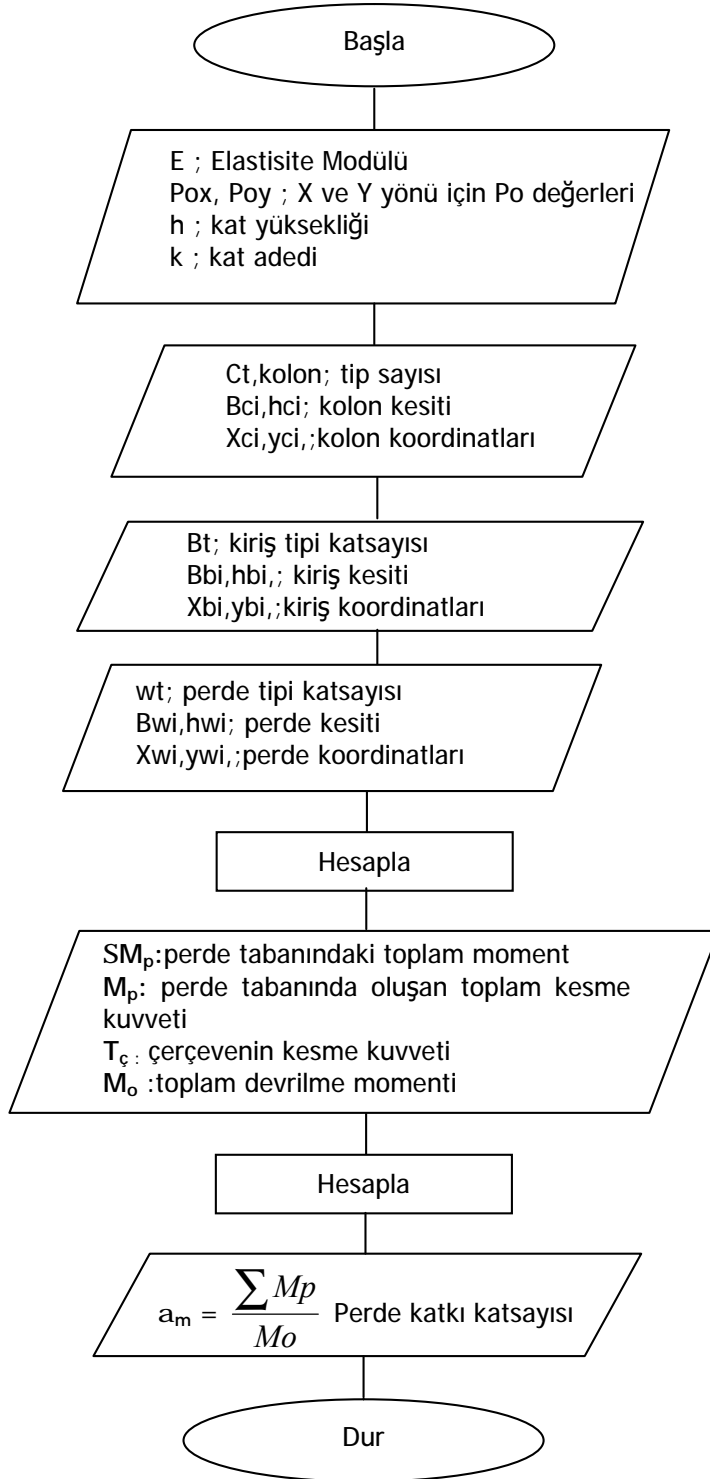 Başla
E ; Elastisite Modülü
Pox, Poy ; X ve Y yönü için Po değerleri
h ; kat yüksekliği
k ; kat adedi
Ct,kolon; tip sayısı
Bci,hci; kolon kesiti
Xci,yci,;kolon koordinatları
Bt; kiriş tipi katsayısı
Bbi,hbi,; kiriş kesiti
Xbi,ybi,;kiriş koordinatları
wt; perde tipi katsayısı
Bwi,hwi; perde kesiti
Xwi,ywi,;perde koordinatları
Hesapla
SMp:perde tabanındaki toplam moment
Mp: perde tabanında oluşan toplam kesme
kuvveti
Tç : çerçevenin kesme kuvveti
Mo :toplam devrilme momenti
Hesapla
am = ∑ Mp / Mo Perde katkı katsayısı
Dur